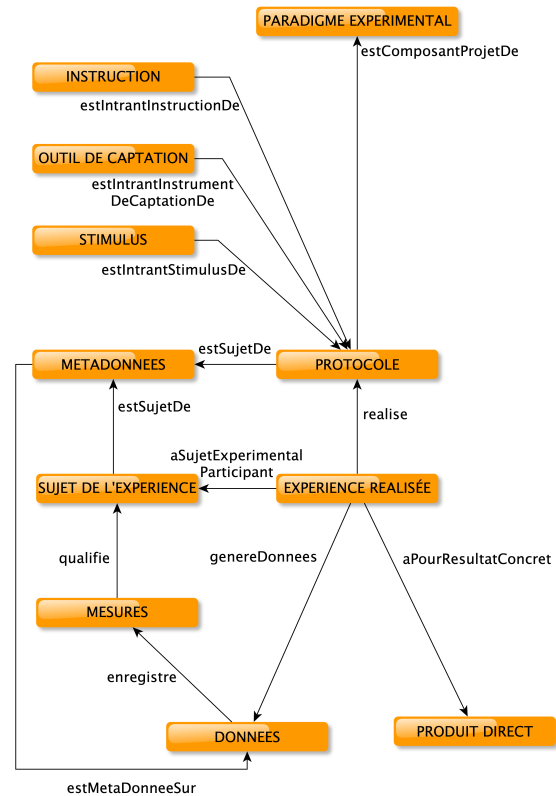 PARADIGME EXPERIMENTAL
estComposantProjetDe
INSTRUCTION
estIntrantInstructionDe
OUTIL DE CAPTATION
estIntrantInstrument
DeCaptationDe
STIMULUS
estIntrantStimulusDe
estSujetDe
METADONNEES
PROTOCOLE
estSujetDe
realise
aSujetExperimental
Participant
SUJET DE L'EXPERIENCE
EXPERIENCE REALISÉE
qualifie
genereDonnees
aPourResultatConcret
MESURES
enregistre
DONNEES
PRODUIT DIRECT
estMetaDonneeSur